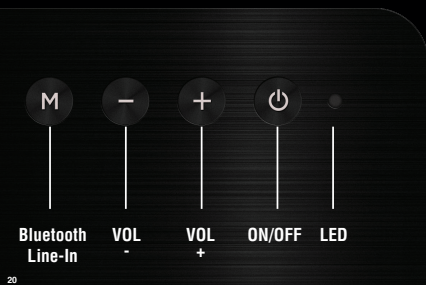 M - +
Bluetooth VOL VOL ON/OFF LED
Line-In - +
20